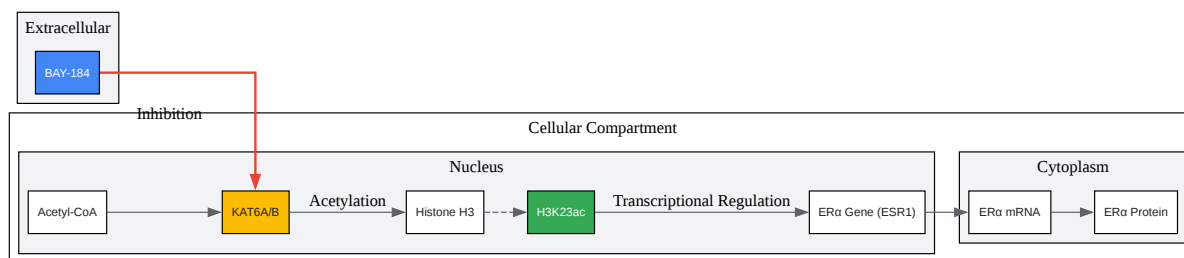 Extracellular
BAY-184
Inhibition
Cellular Compartment
Nucleus
Cytoplasm
Acetyl-CoA
KAT6A/B
Acetylation
Histone H3
H3K23ac
Transcriptional Regulation
ERα Gene (ESR1)
ERα mRNA
ERα Protein